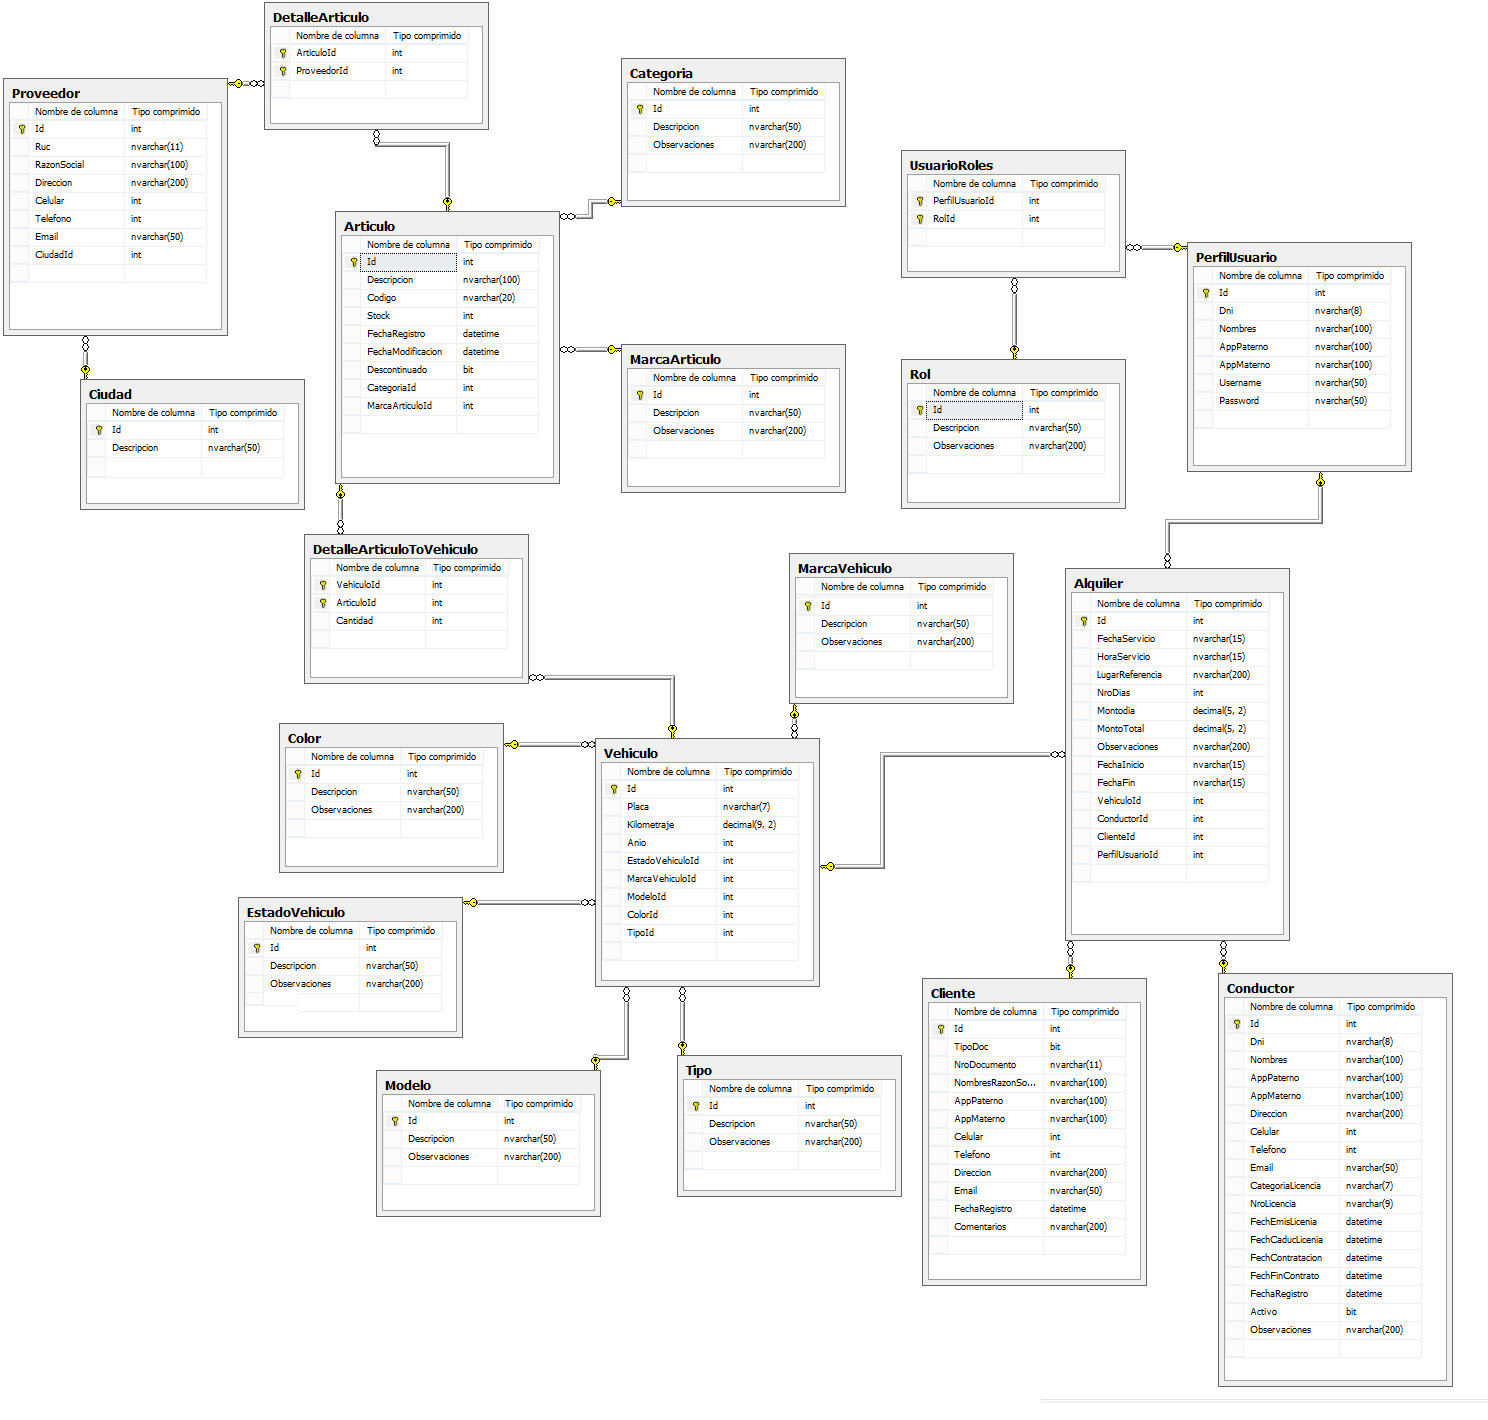 DetalleArticulo
Nombre de columna Tipo comprimido
ArticuloId int
ProveedorId int
Proveedor
Nombre de columna Tipo comprimido
Id int
Ruc nvarchar(11)
RazonSocial nvarchar(100)
Direccion nvarchar(200)
Celular int
Telefono int
Email nvarchar(50)
CiudadId int
Categoria
Nombre de columna Tipo comprimido
Id int
Descripcion nvarchar(50)
Observaciones nvarchar(200)
UsuarioRoles
Nombre de columna Tipo comprimido
PerfilUsuarioId int
RolId int
Articulo
Nombre de columna Tipo comprimido
Id int
Descripcion nvarchar(100)
Codigo nvarchar(20)
Stock int
FechaRegistro datetime
FechaModificacion datetime
Descontinuado bit
CategoriaId int
MarcaArticuloId int
PerfilUsuario
Nombre de columna Tipo comprimido
Id int
Dni nvarchar(8)
Nombres nvarchar(100)
AppPaterno nvarchar(100)
AppMaterno nvarchar(100)
Username nvarchar(50)
Password nvarchar(50)
MarcaArticulo
Nombre de columna Tipo comprimido
Id int
Descripcion nvarchar(50)
Observaciones nvarchar(200)
Rol
Nombre de columna Tipo comprimido
Id int
Descripcion nvarchar(50)
Observaciones nvarchar(200)
Ciudad
Nombre de columna Tipo comprimido
Id int
Descripcion nvarchar(50)
DetalleArticuloToVehiculo
Nombre de columna Tipo comprimido
VehiculoId int
ArticuloId int
Cantidad int
MarcaVehiculo
Nombre de columna Tipo comprimido
Id int
Descripcion nvarchar(50)
Observaciones nvarchar(200)
Alquiler
Nombre de columna Tipo comprimido
Id int
FechaServicio nvarchar(15)
HoraServicio nvarchar(15)
LugarReferencia nvarchar(200)
NroDias int
Montodia decimal(5, 2)
MontoTotal decimal(5, 2)
Observaciones nvarchar(200)
FechaInicio nvarchar(15)
FechaFin nvarchar(15)
VehiculoId int
ConductorId int
ClienteId int
PerfilUsuarioId int
Color
Nombre de columna Tipo comprimido
Id int
Descripcion nvarchar(50)
Observaciones nvarchar(200)
Vehiculo
Nombre de columna Tipo comprimido
Id int
Placa nvarchar(7)
Kilometraje decimal(9, 2)
Anio int
EstadoVehiculoId int
MarcaVehiculoId int
ModeloId int
ColorId int
TipoId int
EstadoVehiculo
Nombre de columna Tipo comprimido
Id int
Descripcion nvarchar(50)
Observaciones nvarchar(200)
Modelo
Nombre de columna Tipo comprimido
Id int
Descripcion nvarchar(50)
Observaciones nvarchar(200)
Tipo
Nombre de columna Tipo comprimido
Id int
Descripcion nvarchar(50)
Observaciones nvarchar(200)
Cliente
Nombre de columna Tipo comprimido
Id int
TipoDoc bit
NroDocumento nvarchar(11)
NombresRazonSo... nvarchar(100)
AppPaterno nvarchar(100)
AppMaterno nvarchar(100)
Celular int
Telefono int
Direccion nvarchar(200)
Email nvarchar(50)
FechaRegistro datetime
Comentarios nvarchar(200)
Conductor
Nombre de columna Tipo comprimido
Id int
Dni nvarchar(8)
Nombres nvarchar(100)
AppPaterno nvarchar(100)
AppMaterno nvarchar(100)
Direccion nvarchar(200)
Celular int
Telefono int
Email nvarchar(50)
CategoriaLicencia nvarchar(7)
NroLicencia nvarchar(9)
FechEmisLicenia datetime
FechCaducLicenia datetime
FechContratacion datetime
FechFinContrato datetime
FechaRegistro datetime
Activo bit
Observaciones nvarchar(200)